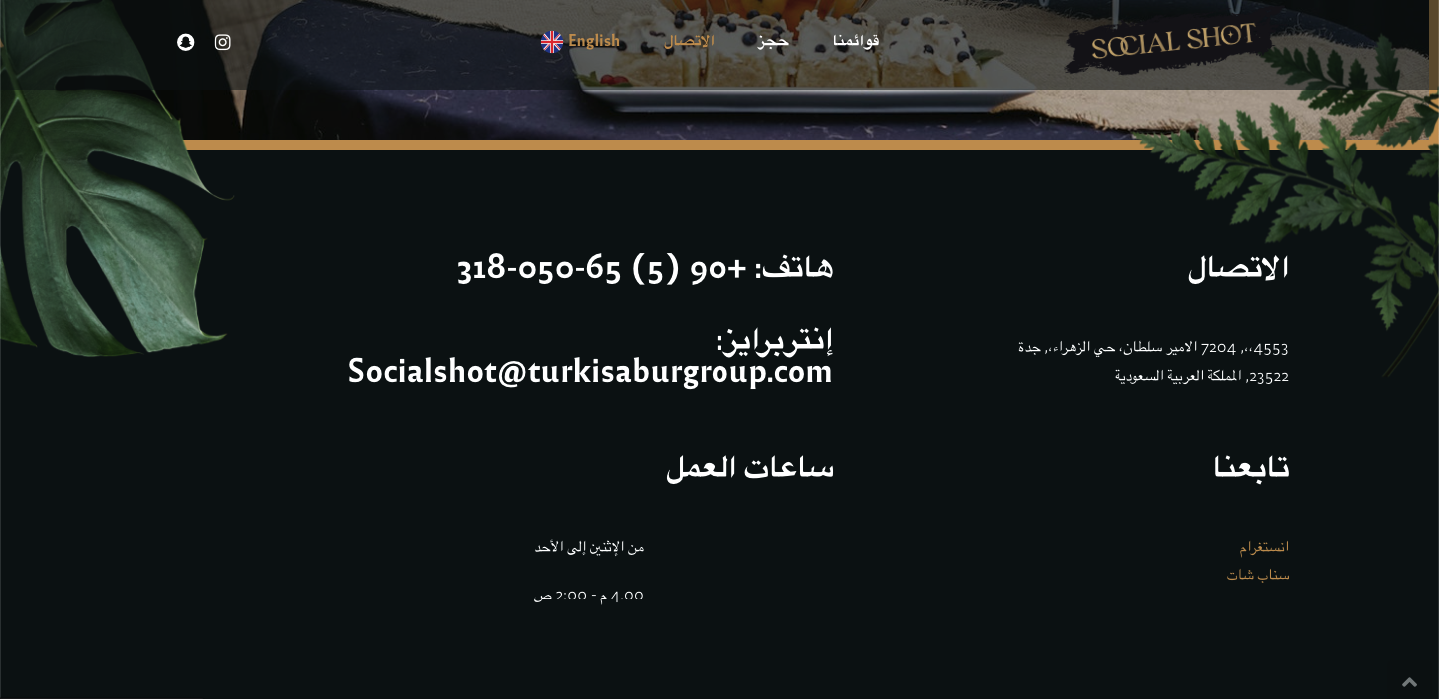 SOCIAL SHOT
قوائمنا
حجز
الاتصال
English
الاتصال
4553،،, 7204 الامير سلطان، حي الزهراء،, جدة
23522, المملكة العربية السعودية
هاتف: +90 (5) 318-050-65
إنتربرايز:
Socialshot@turkisaburgroup.com
تابعنا
انستغرام
سناب شات
ساعات العمل
من الإثنين إلى الأحد
4.00 م - 2:00 ص